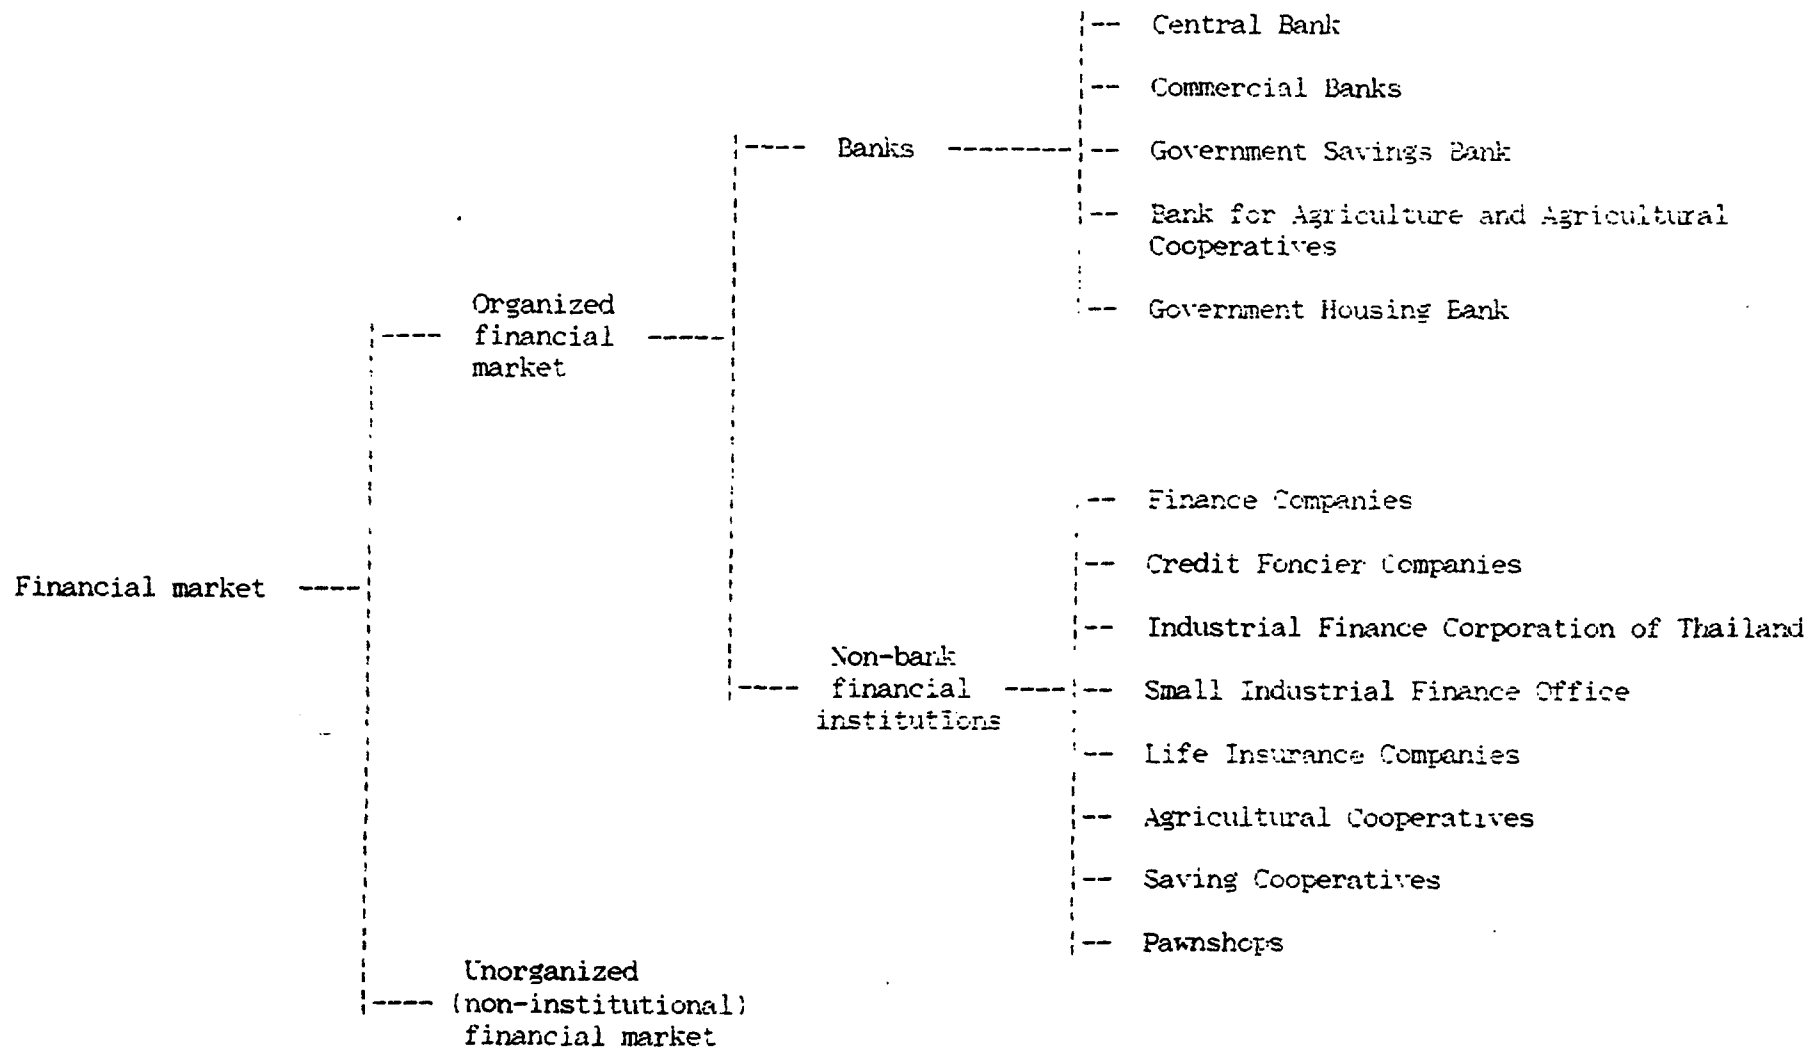 Central Bank
Commercial Banks
Banks
Government Savings Bank
Bank for Agriculture and Agricultural
Cooperatives
Government Housing Bank
Organized
financial
market
Finance Companies
Credit Foncier Companies
Financial market
Industrial Finance Corporation of Thailand
Non-bank
financial
institutions
Small Industrial Finance Office
Life Insurance Companies
Agricultural Cooperatives
Saving Cooperatives
Pawnshops
Unorganized
(non-institutional)
financial market